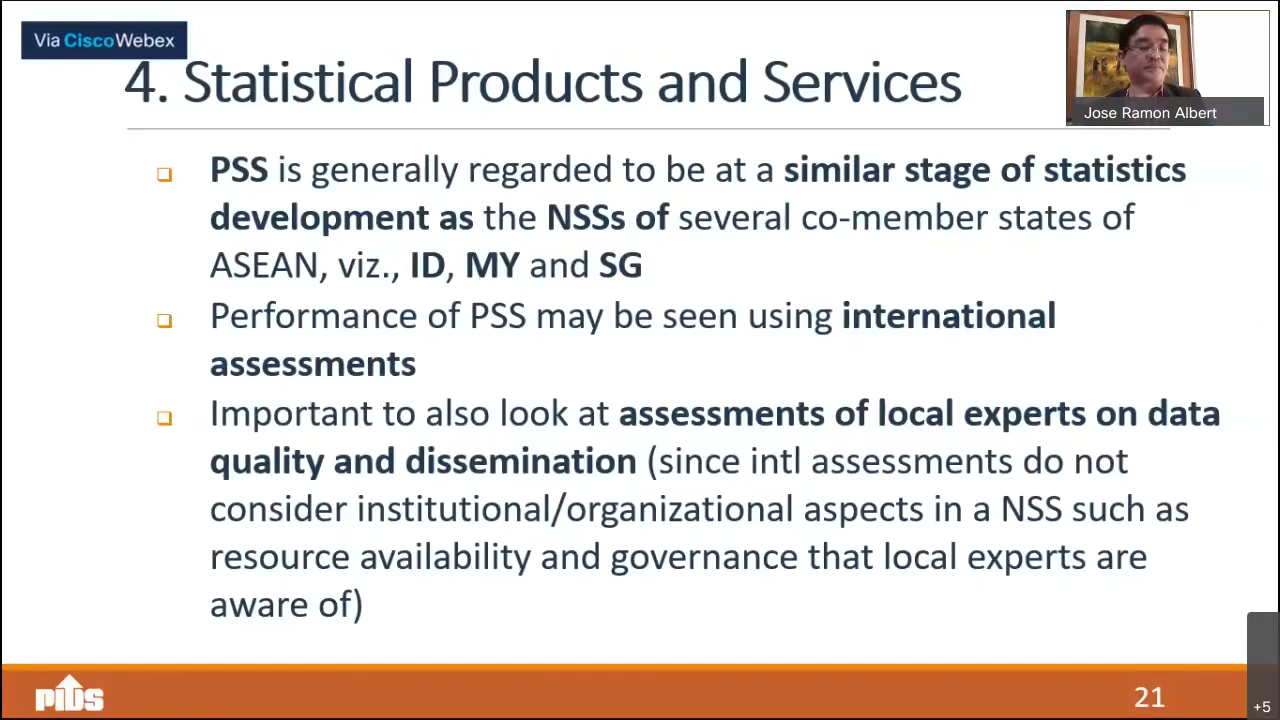 Via CiscoWebex
4. Statistical Products and Services
Jose Ramon Albert
PSS is generally regarded to be at a similar stage of statistics
development as the NSSs of several co-member states of
ASEAN, viz., ID, MY and SG
Performance of PSS may be seen using international
assessments
Important to also look at assessments of local experts on data
quality and dissemination (since intl assessments do not
consider institutional/organizational aspects in a NSS such as
resource availability and governance that local experts are
aware of)
PIDS
21
+5